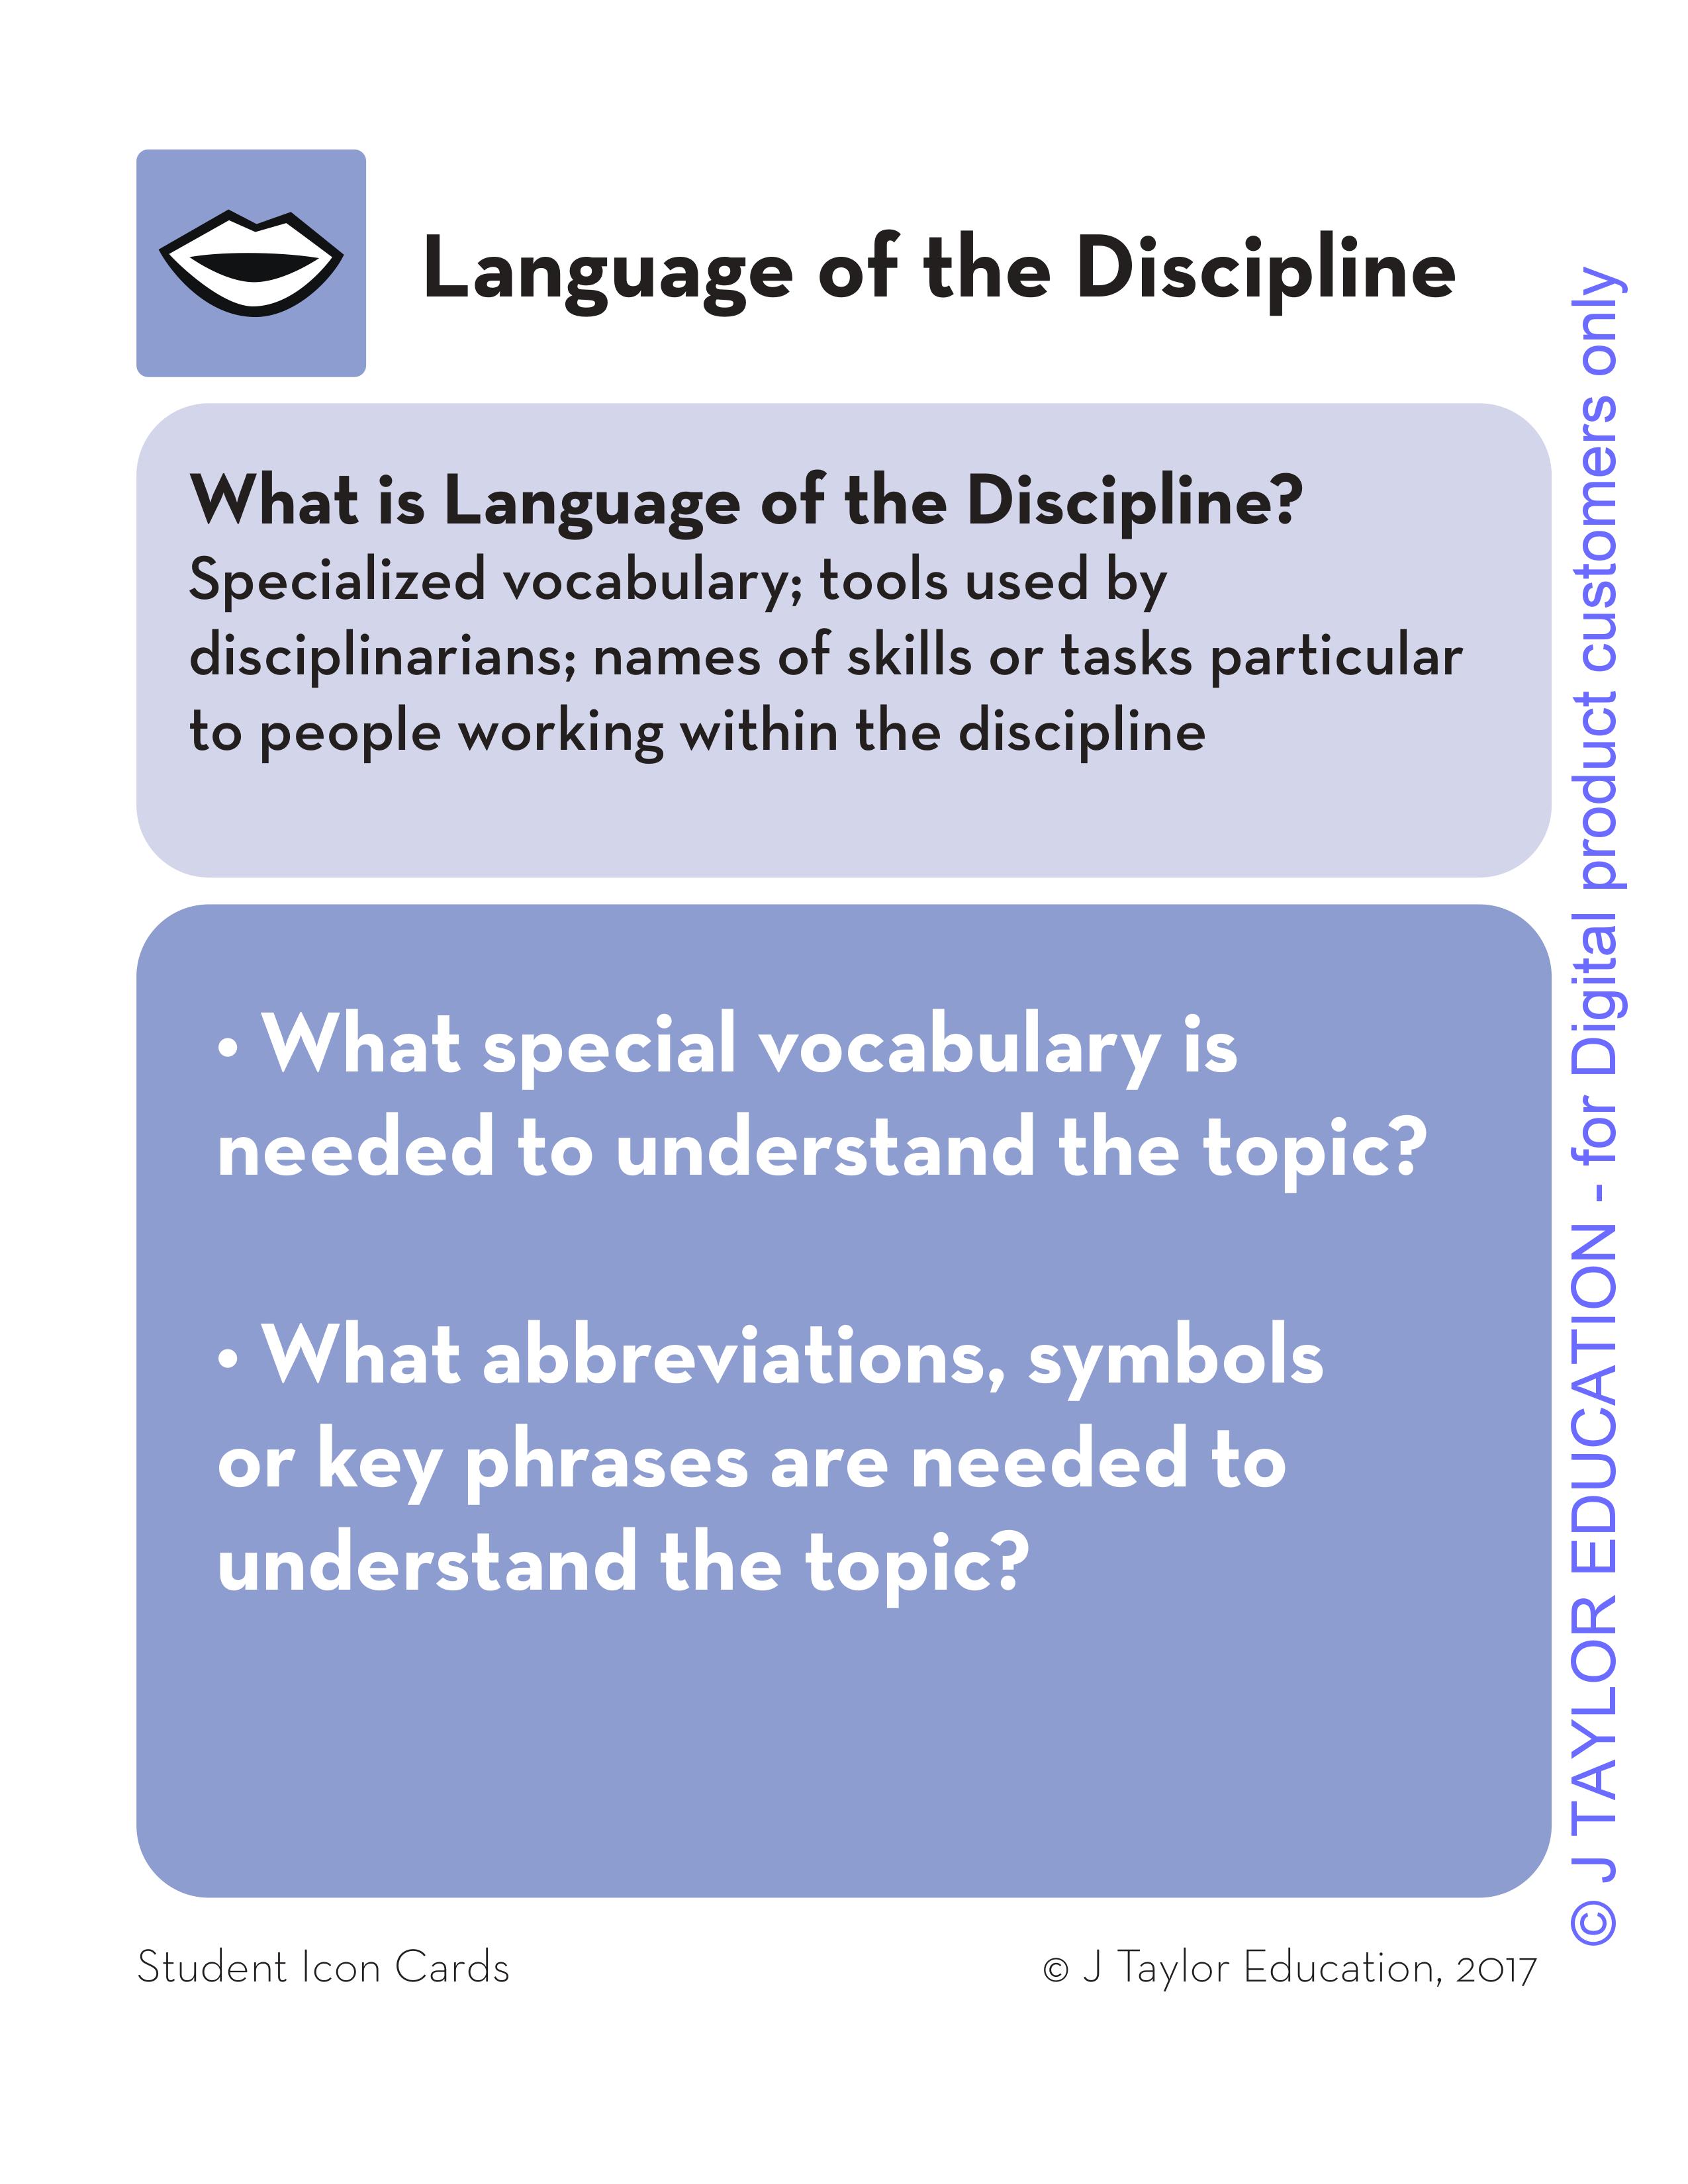 Language of the Discipline
What is Language of the Discipline?
Specialized vocabulary; tools used by
disciplinarians; names of skills or tasks particular
to people working within the discipline
• What special vocabulary is
needed to understand the topic?
• What abbreviations, symbols
or key phrases are needed to
understand the topic?
Student Icon Cards
© J Taylor Education, 2017
© J TAYLOR EDUCATION - for Digital product customers only